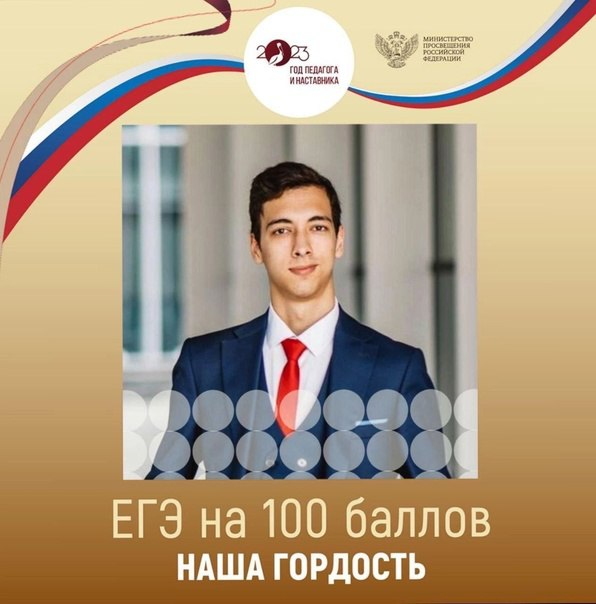 2023
ГОД ПЕДАГОГА
И НАСТАВНИКА
МИНИСТЕРСТВО
ПРОСВЕЩЕНИЯ
РОССИЙСКОЙ
ФЕДЕРАЦИИ
ЕГЭ на 100 баллов
НАША ГОРДОСТЬ